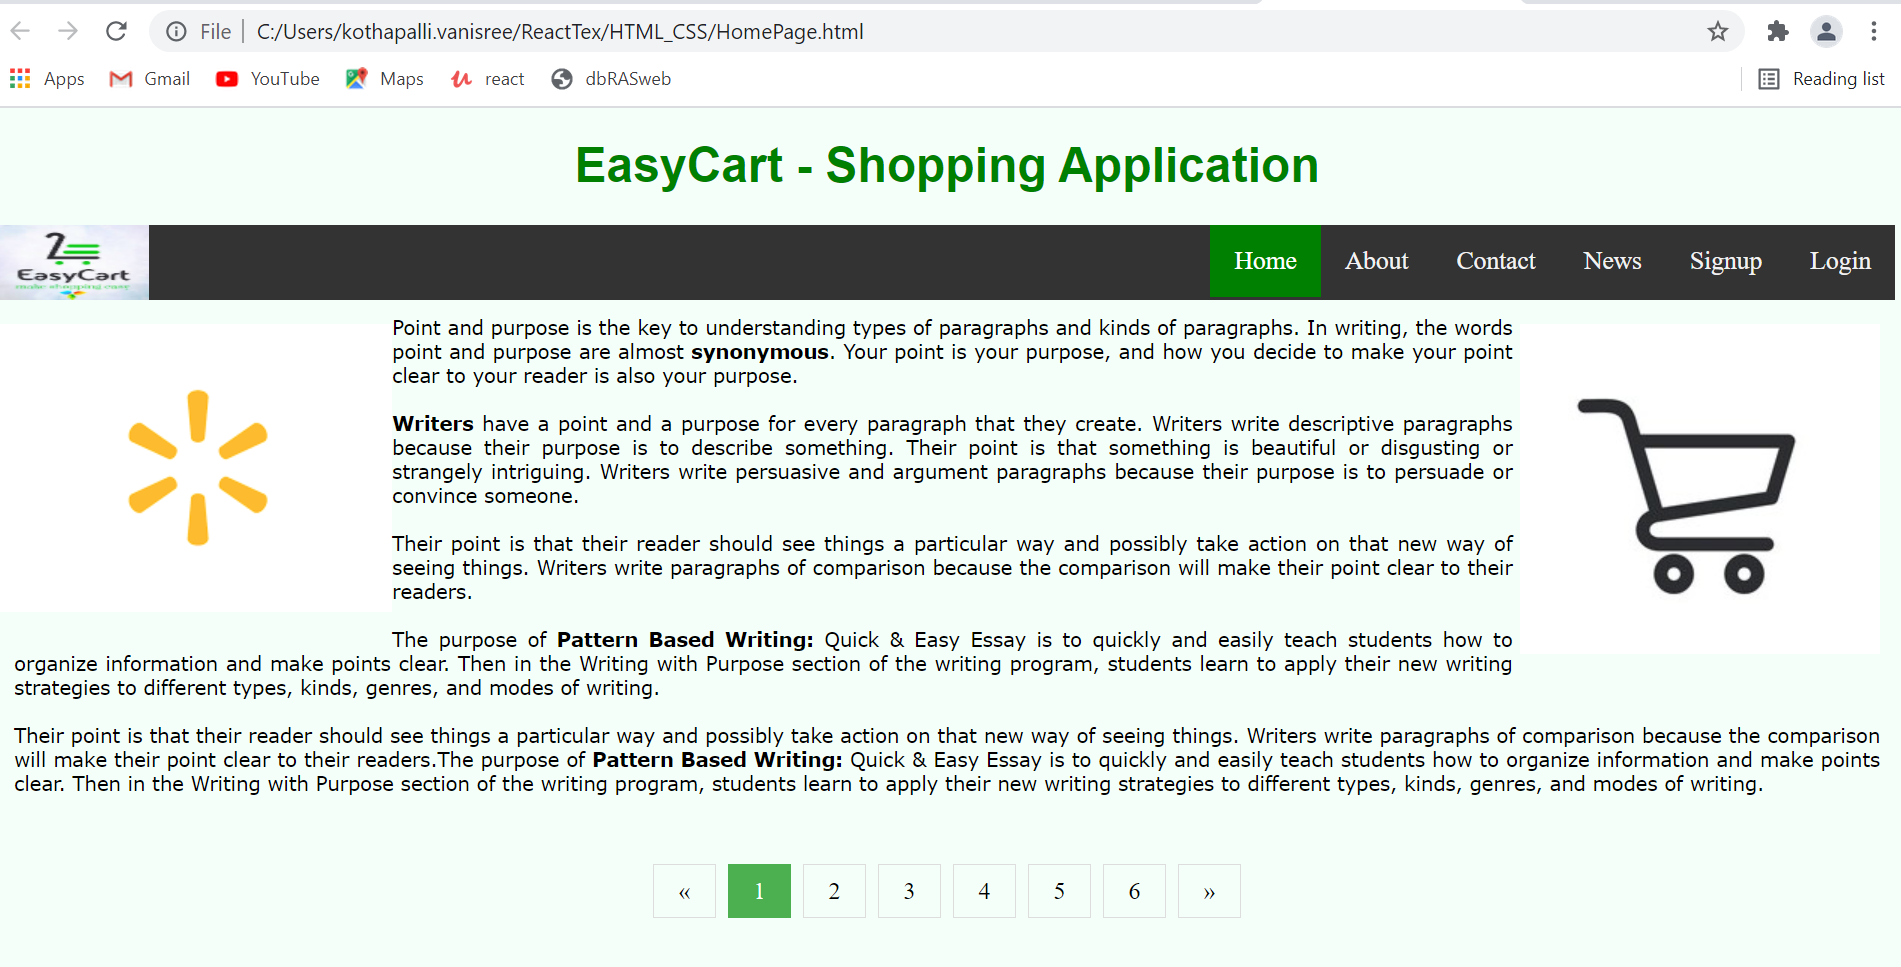 File | C:/Users/kothapalli.vanisree/ReactTex/HTML_CSS/HomePage.html
Apps Gmail YouTube Maps react dbRASweb Reading list
EasyCart - Shopping Application
EasyCart
make shopping easy
Home About Contact News Signup Login
Point and purpose is the key to understanding types of paragraphs and kinds of paragraphs. In writing, the words
point and purpose are almost synonymous. Your point is your purpose, and how you decide to make your point
clear to your reader is also your purpose.
Writers have a point and a purpose for every paragraph that they create. Writers write descriptive paragraphs
because their purpose is to describe something. Their point is that something is beautiful or disgusting or
strangely intriguing. Writers write persuasive and argument paragraphs because their purpose is to persuade or
convince someone.
Their point is that their reader should see things a particular way and possibly take action on that new way of
seeing things. Writers write paragraphs of comparison because the comparison will make their point clear to their
readers.
The purpose of Pattern Based Writing: Quick & Easy Essay is to quickly and easily teach students how to
organize information and make points clear. Then in the Writing with Purpose section of the writing program, students learn to apply their new writing
strategies to different types, kinds, genres, and modes of writing.
Their point is that their reader should see things a particular way and possibly take action on that new way of seeing things. Writers write paragraphs of comparison because the comparison
will make their point clear to their readers.The purpose of Pattern Based Writing: Quick & Easy Essay is to quickly and easily teach students how to organize information and make points
clear. Then in the Writing with Purpose section of the writing program, students learn to apply their new writing strategies to different types, kinds, genres, and modes of writing.
« 1 2 3 4 5 6 »